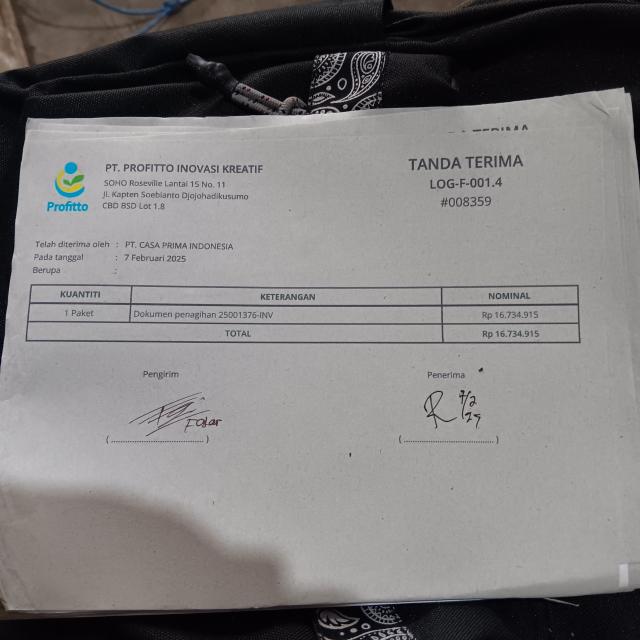 DA TERIMA
Profitto
PT. PROFITTO INOVASI KREATIF
SOHO Roseville Lantai 15 No. 11
Jl. Kapten Soebianto Djojohadikusumo
CBD BSD Lot 1.8
TANDA TERIMA
LOG-F-001.4
#008359
Telah diterima oleh : PT. CASA PRIMA INDONESIA
Pada tanggal : 7 Februari 2025
Berupa :
KUANTITI KETERANGAN NOMINAL
1 Paket Dokumen penagihan 25001376-INV Rp 16.734.915
TOTAL Rp 16.734.915
Pengirim Penerima
(................................) (................................)